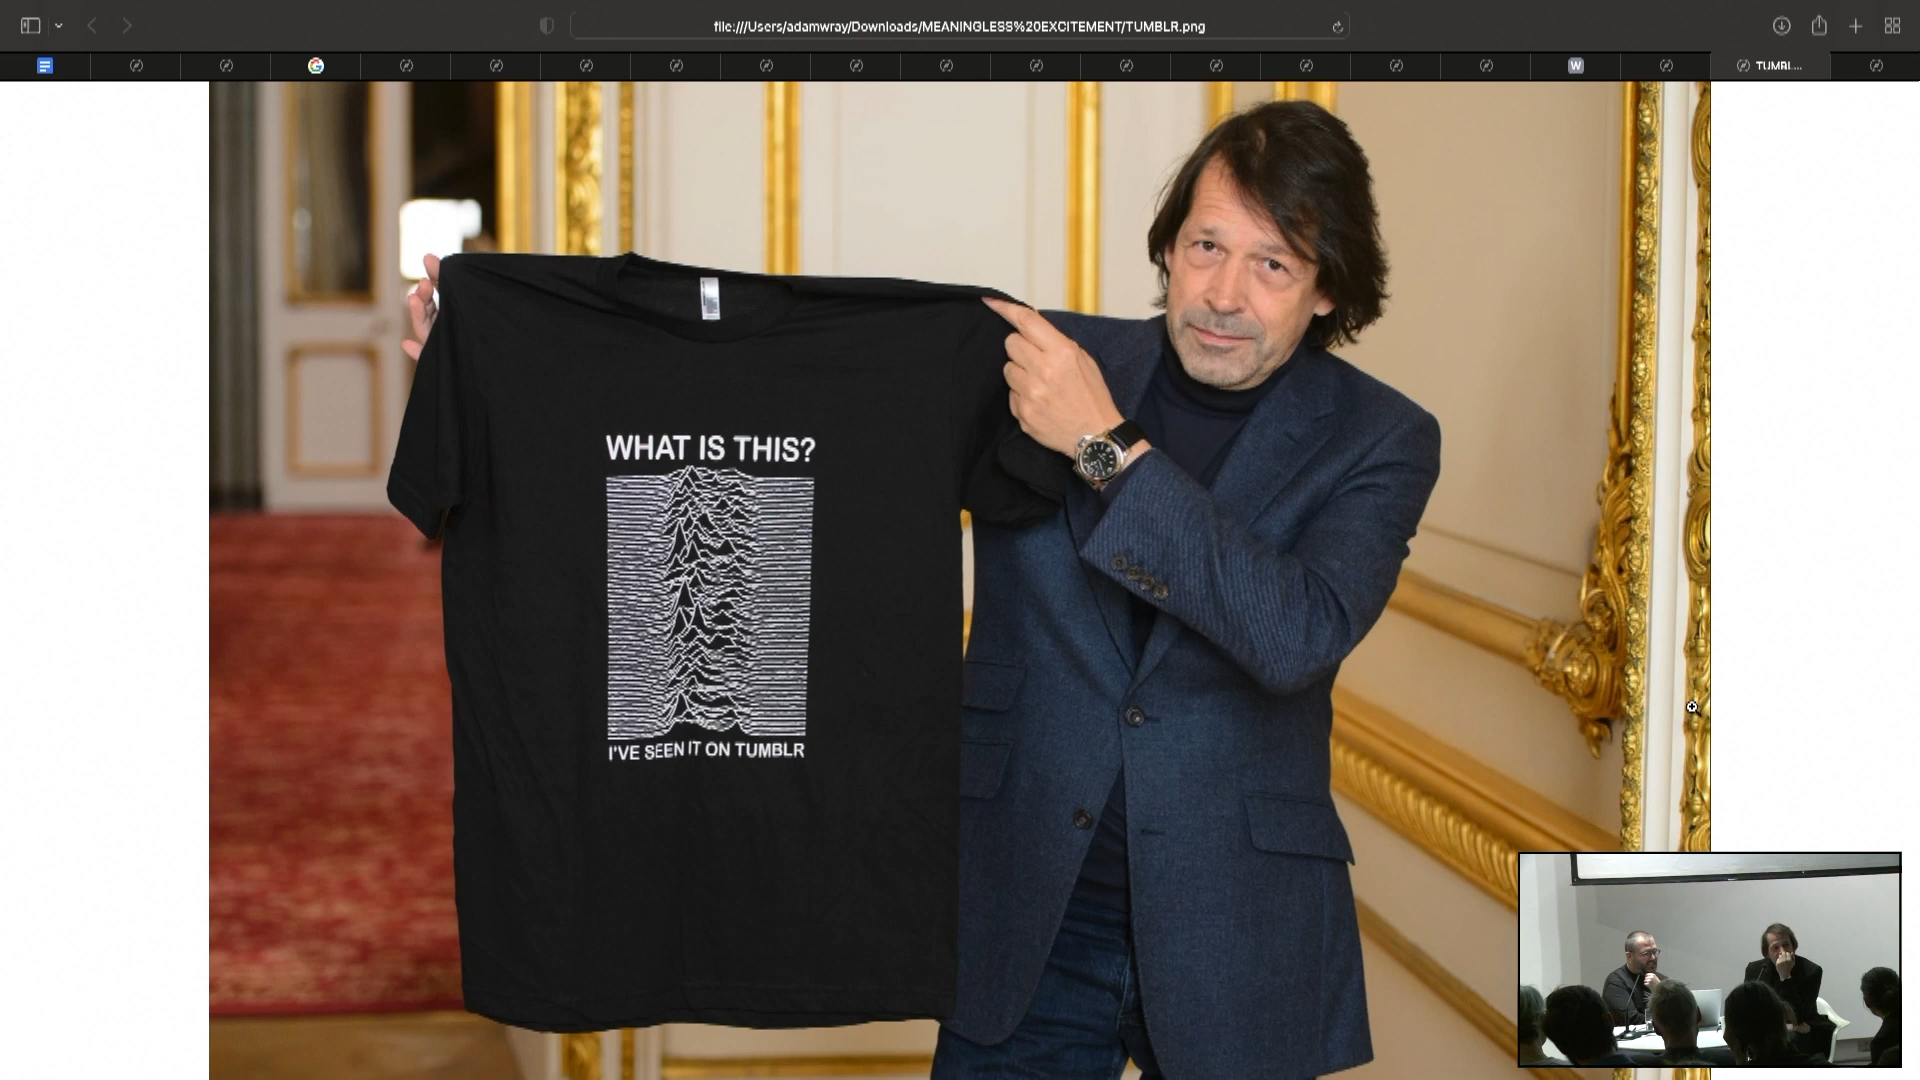 file:///Users/adamwray/Downloads/MEANINGLESS%20EXCITEMENT/TUMBLR.png
W
TUMBL...
WHAT IS THIS?
I'VE SEEN IT ON TUMBLR